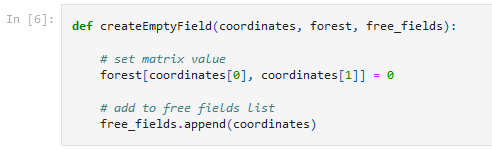 In [6]:
def createEmptyField(coordinates, forest, free_fields):
# set matrix value
forest[coordinates[0], coordinates[1]] = 0
# add to free fields list
free_fields.append(coordinates)